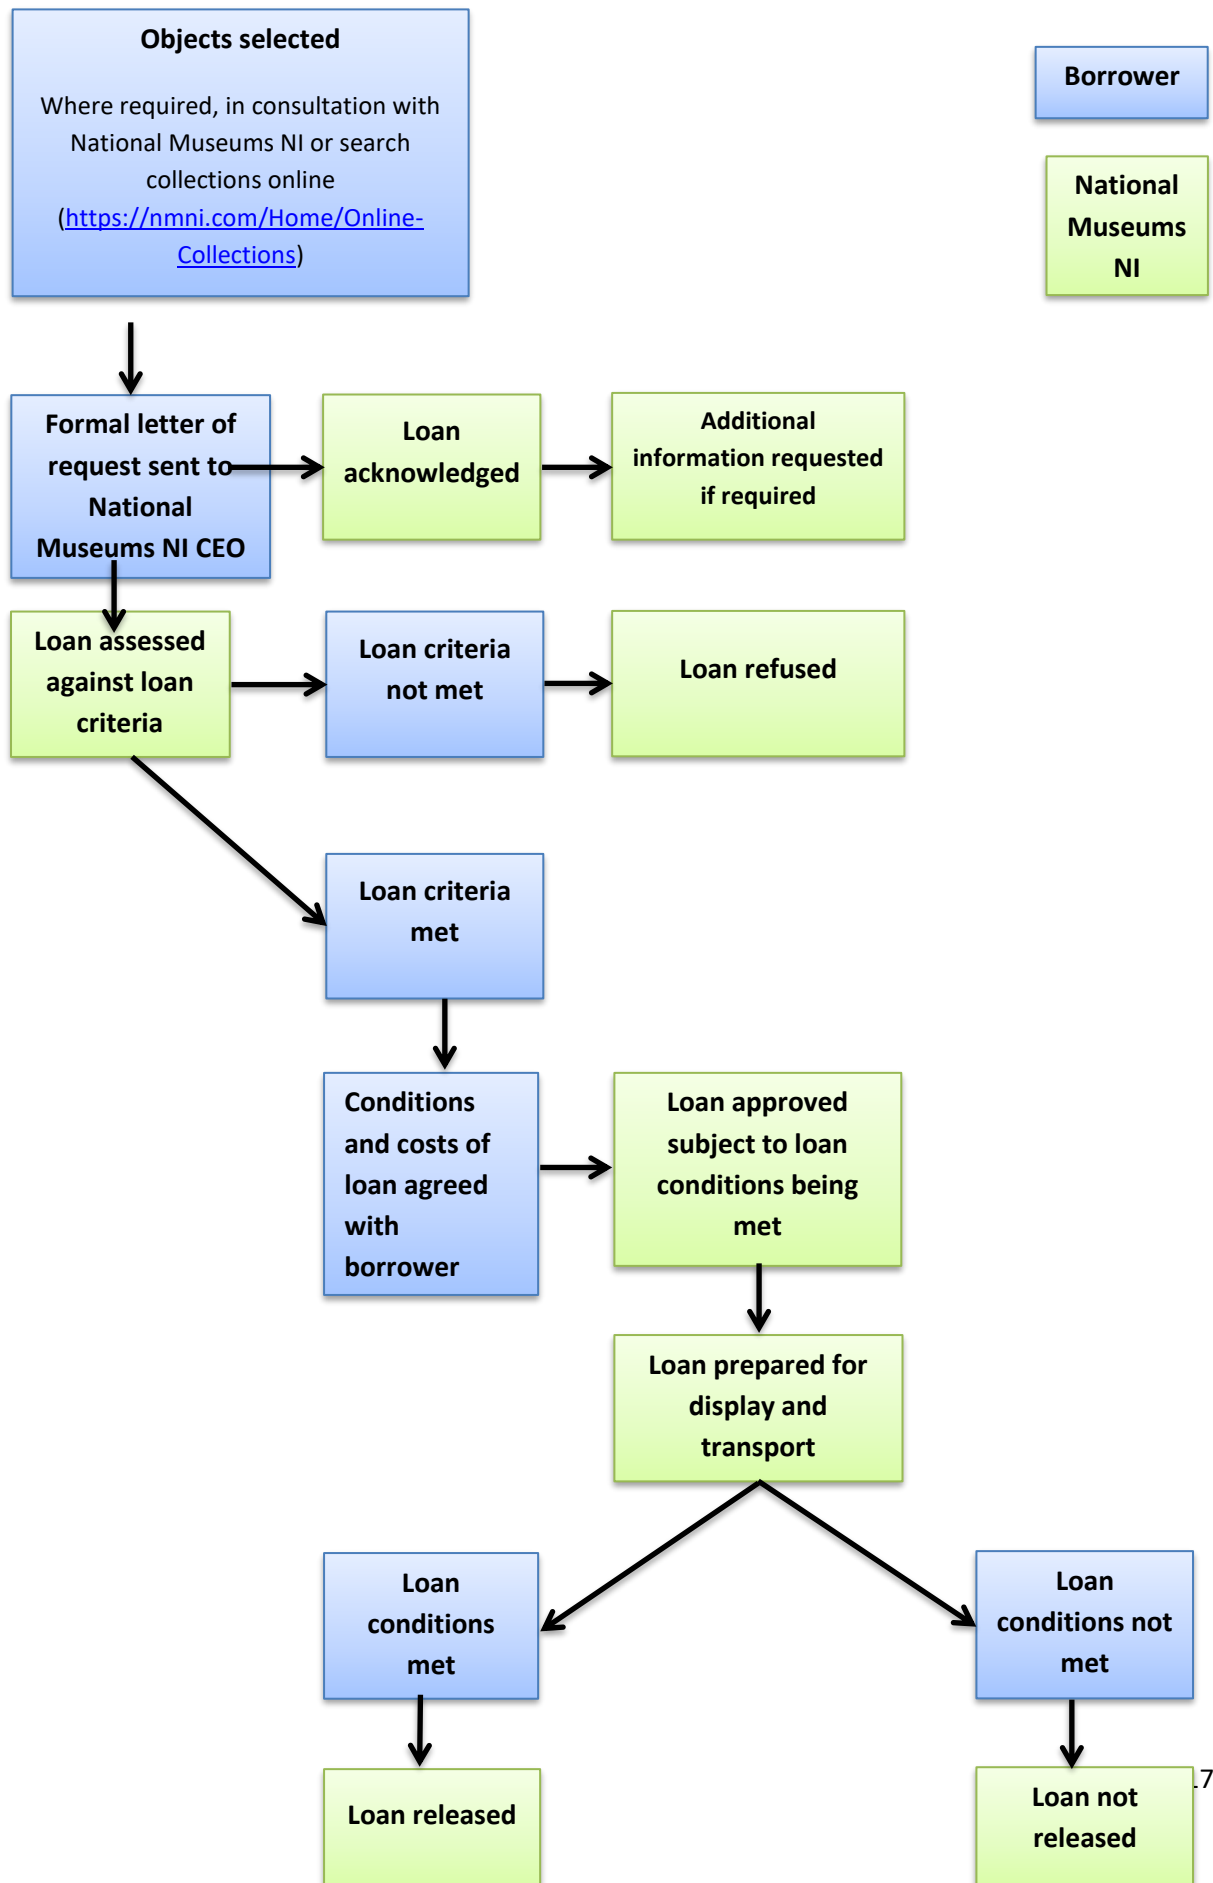 Objects selected
Where required, in consultation with
National Museums NI or search
collections online
(https://nmni.com/Home/Online-
Collections)
Borrower
National
Museums
NI
Formal letter of
request sent to
National
Museums NI CEO
Loan
acknowledged
Additional
information requested
if required
Loan assessed
against loan
criteria
Loan criteria
not met
Loan refused
Loan criteria
met
Conditions
and costs of
loan agreed
with
borrower
Loan approved
subject to loan
conditions being
met
Loan prepared for
display and
transport
Loan
conditions
met
Loan
conditions not
met
Loan released
Loan not
released
7